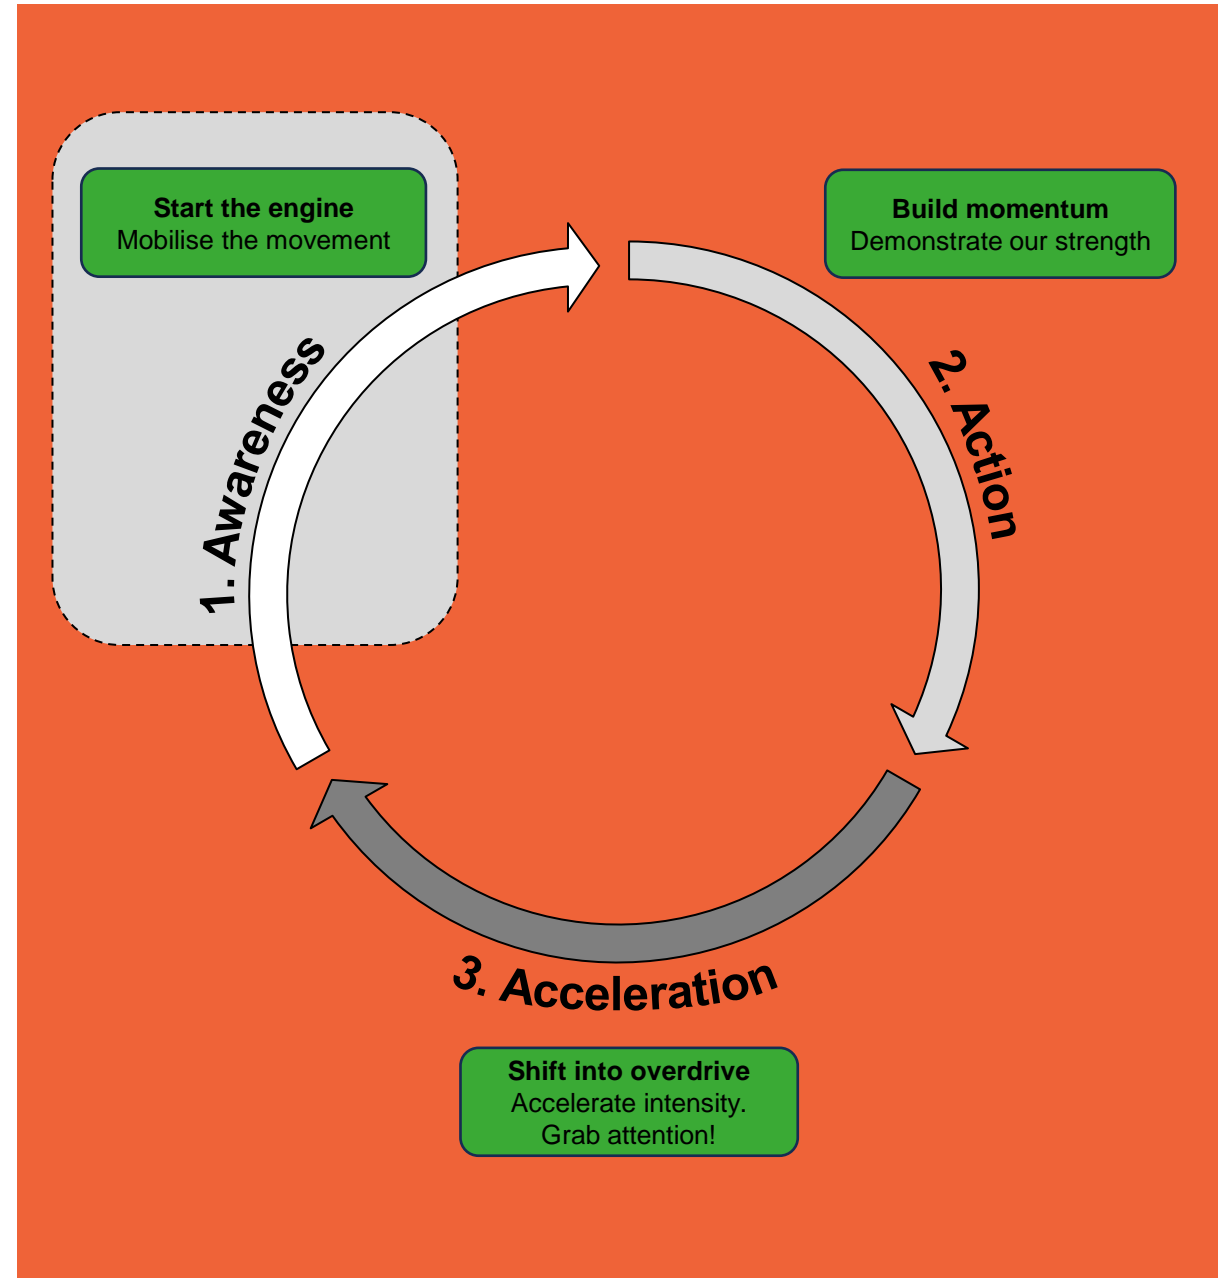 Start the engine
Mobilise the movement
1. Awareness
Build momentum
Demonstrate our strength
2. Action
3. Acceleration
Shift into overdrive
Accelerate intensity.
Grab attention!